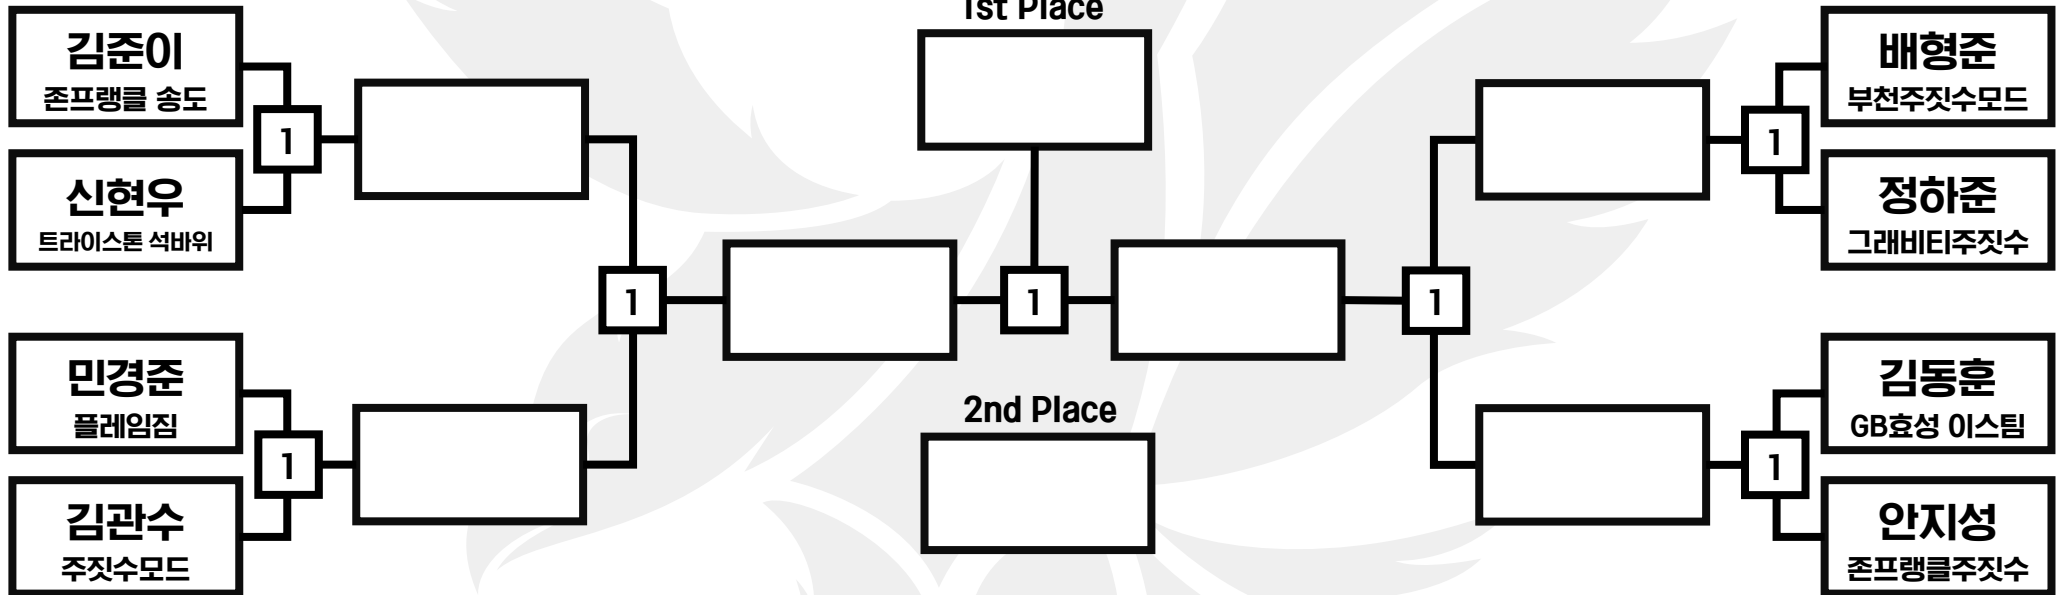 1st Place
김준이
존프랭클 송도
1
신현우
트라이스톤 석바위
배형준
부천주짓수모드
1
정하준
그래비티주짓수
1
1
1
민경준
플레임짐
1
김관수
주짓수모드
2nd Place
김동훈
GB효성 이스팀
1
안지성
존프랭클주짓수